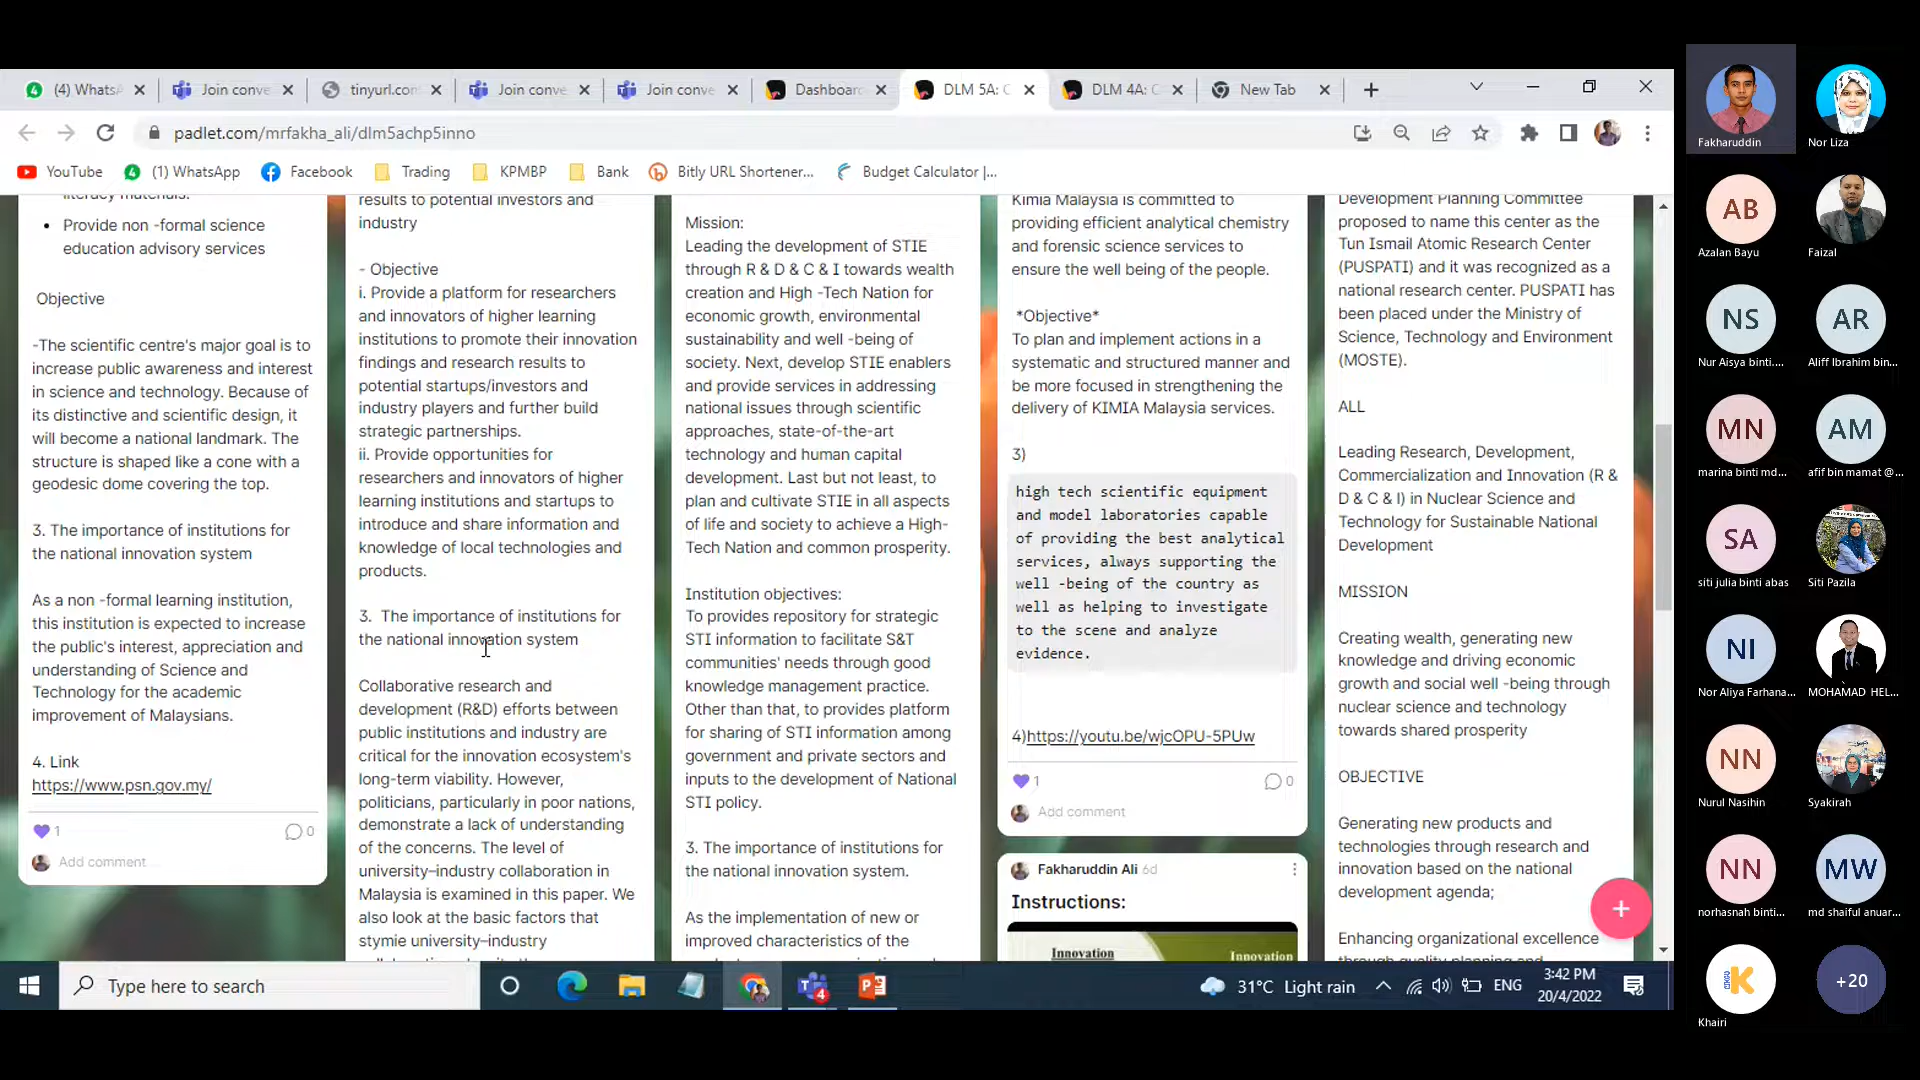 (4) WhatsA
Join conve
tinyurl.con
Join conve
Join conve
Dashboard
DLM 5A: C
DLM 4A: C
New Tab
padlet.com/mrfakha_ali/dlm5achp5inno
YouTube
(1) WhatsApp
Facebook
Trading
KPMBP
Bank
Bitly URL Shortener...
Budget Calculator |...
literacy materials.
• Provide non -formal science
education advisory services
Objective
-The scientific centre's major goal is to
increase public awareness and interest
in science and technology. Because of
its distinctive and scientific design, it
will become a national landmark. The
structure is shaped like a cone with a
geodesic dome covering the top.
3. The importance of institutions for
the national innovation system
As a non -formal learning institution,
this institution is expected to increase
the public's interest, appreciation and
understanding of Science and
Technology for the academic
improvement of Malaysians.
4. Link
https://www.psn.gov.my/
1
0
Add comment
results to potential investors and
industry
- Objective
i. Provide a platform for researchers
and innovators of higher learning
institutions to promote their innovation
findings and research results to
potential startups/investors and
industry players and further build
strategic partnerships.
ii. Provide opportunities for
researchers and innovators of higher
learning institutions and startups to
introduce and share information and
knowledge of local technologies and
products.
3. The importance of institutions for
the national innovation system
Collaborative research and
development (R&D) efforts between
public institutions and industry are
critical for the innovation ecosystem's
long-term viability. However,
politicians, particularly in poor nations,
demonstrate a lack of understanding
of the concerns. The level of
university–industry collaboration in
Malaysia is examined in this paper. We
also look at the basic factors that
stymie university–industry
Mission:
Leading the development of STIE
through R & D & C & I towards wealth
creation and High -Tech Nation for
economic growth, environmental
sustainability and well -being of
society. Next, develop STIE enablers
and provide services in addressing
national issues through scientific
approaches, state-of-the-art
technology and human capital
development. Last but not least, to
plan and cultivate STIE in all aspects
of life and society to achieve a High-
Tech Nation and common prosperity.
Institution objectives:
To provides repository for strategic
STI information to facilitate S&T
communities' needs through good
knowledge management practice.
Other than that, to provides platform
for sharing of STI information among
government and private sectors and
inputs to the development of National
STI policy.
3. The importance of institutions for
the national innovation system.
As the implementation of new or
improved characteristics of the
Kimia Malaysia is committed to
providing efficient analytical chemistry
and forensic science services to
ensure the well being of the people.
*Objective*
To plan and implement actions in a
systematic and structured manner and
be more focused in strengthening the
delivery of KIMIA Malaysia services.
3)
high tech scientific equipment
and model laboratories capable
of providing the best analytical
services, always supporting the
well -being of the country as
well as helping to investigate
to the scene and analyze
evidence.
4)https://youtu.be/wjcOPU-5PUw
1
0
Add comment
Fakharuddin Ali 6d
Instructions:
Innovation
Innovation
Development Planning Committee
proposed to name this center as the
Tun Ismail Atomic Research Center
(PUSPATI) and it was recognized as a
national research center. PUSPATI has
been placed under the Ministry of
Science, Technology and Environment
(MOSTE).
ALL
Leading Research, Development,
Commercialization and Innovation (R &
D & C & I) in Nuclear Science and
Technology for Sustainable National
Development
MISSION
Creating wealth, generating new
knowledge and driving economic
growth and social well -being through
nuclear science and technology
towards shared prosperity
OBJECTIVE
Generating new products and
technologies through research and
innovation based on the national
development agenda;
Enhancing organizational excellence
through quality planning and
Type here to search
4
31°C Light rain
ENG
3:42 PM
20/4/2022
Fakharuddin
Nor Liza
AB
Azalan Bayu
Faizal
NS
Nur Aisya binti....
AR
Aliff Ibrahim bin...
MN
marina binti md...
AM
afif bin mamat @...
SA
siti julia binti abas
Siti Pazila
NI
Nor Aliya Farhana...
MOHAMAD HEL...
NN
Nurul Nasihin
Syakirah
NN
norhasnah binti...
MW
md shaiful anuar...
Khairi
+20